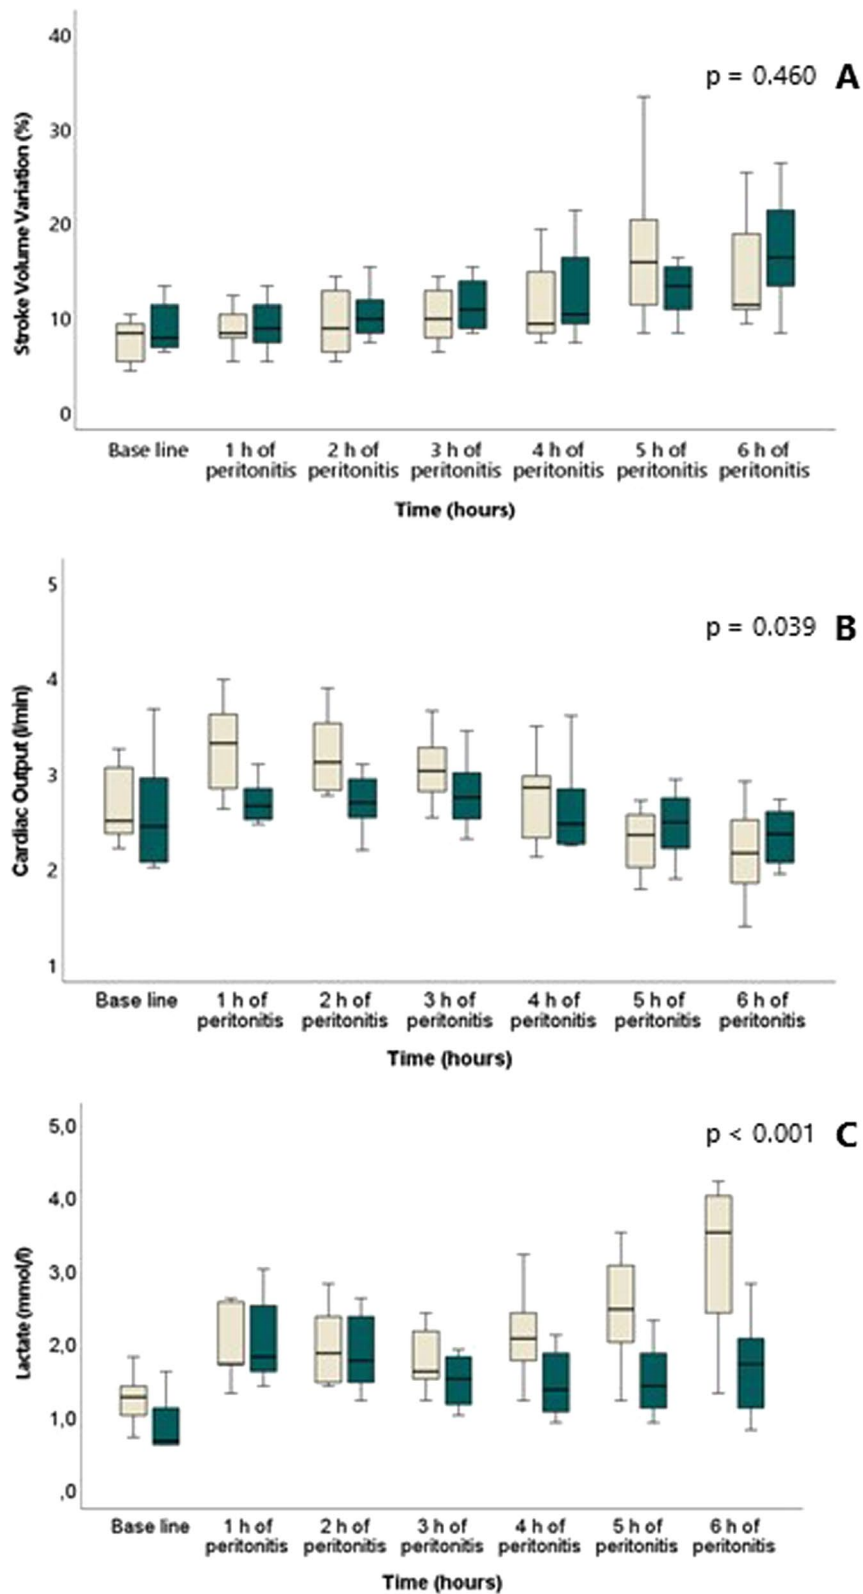 40
p = 0.460 A
30
Stroke Volume Variation (%)
20
10
0
Base line 1 h of 2 h of 3 h of 4 h of 5 h of 6 h of
peritonitis peritonitis peritonitis peritonitis peritonitis peritonitis
Time (hours)
5
p = 0.039 B
4
Cardiac Output (l/min)
3
2
1
Base line 1 h of 2 h of 3 h of 4 h of 5 h of 6 h of
peritonitis peritonitis peritonitis peritonitis peritonitis peritonitis
Time (hours)
5,0
p < 0.001 C
4,0
Lactate (mmol/l)
3,0
2,0
1,0
,0
Base line 1 h of 2 h of 3 h of 4 h of 5 h of 6 h of
peritonitis peritonitis peritonitis peritonitis peritonitis peritonitis
Time (hours)